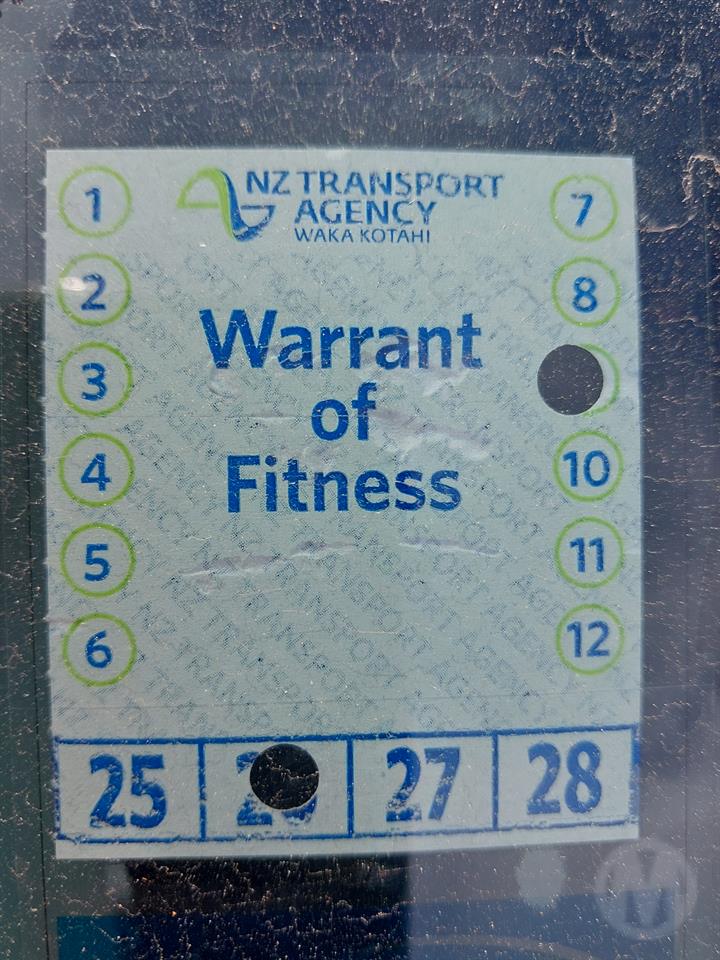 NZ TRANSPORT
AGENCY
WAKA KOTAHI
1
2
3
4
5
6
7
8
10
11
12
Warrant
of
Fitness
25
27
28
M